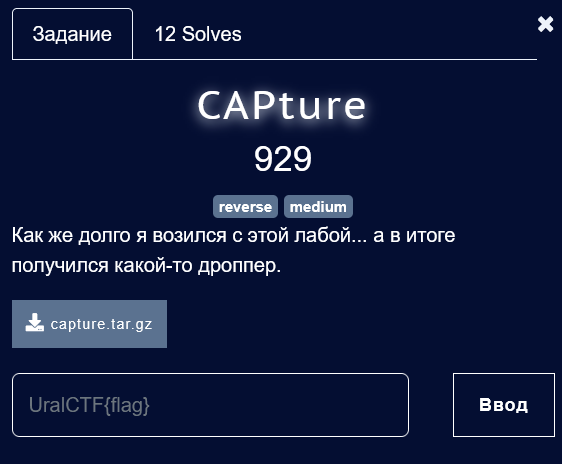 Задание 12 Solves
CAPture
929
reverse medium
Как же долго я возился с этой лабой... а в итоге
получился какой-то дроппер.
capture.tar.gz
UralCTF{flag} Ввод